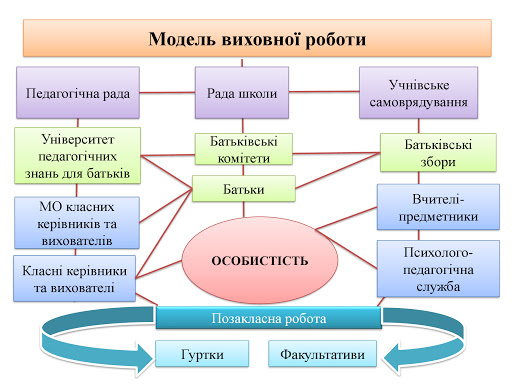 Модель виховної роботи
Педагогічна рада
Рада школи
Учнівське
самоврядування
Університет
педагогічних
знань для батьків
Батьківські
комітети
Батьківські
збори
Батьки
МО класних
керівників та
вихователів
Вчителі-
предметники
Класні керівники
та вихователі
ОСОБИСТІСТЬ
Психолого-
педагогічна
служба
Позакласна робота
Гуртки
Факультативи